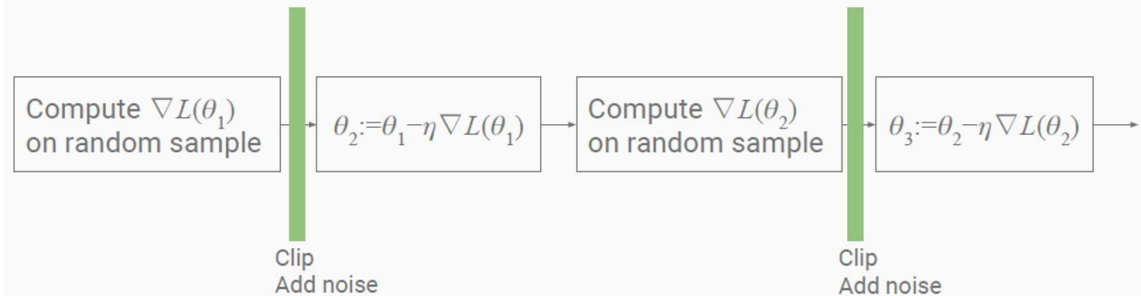 Compute ∇L(θ₁)
on random sample
θ₂:=θ₁−η∇L(θ₁)
Compute ∇L(θ₂)
on random sample
θ₃:=θ₂−η∇L(θ₂)
Clip
Add noise
Clip
Add noise